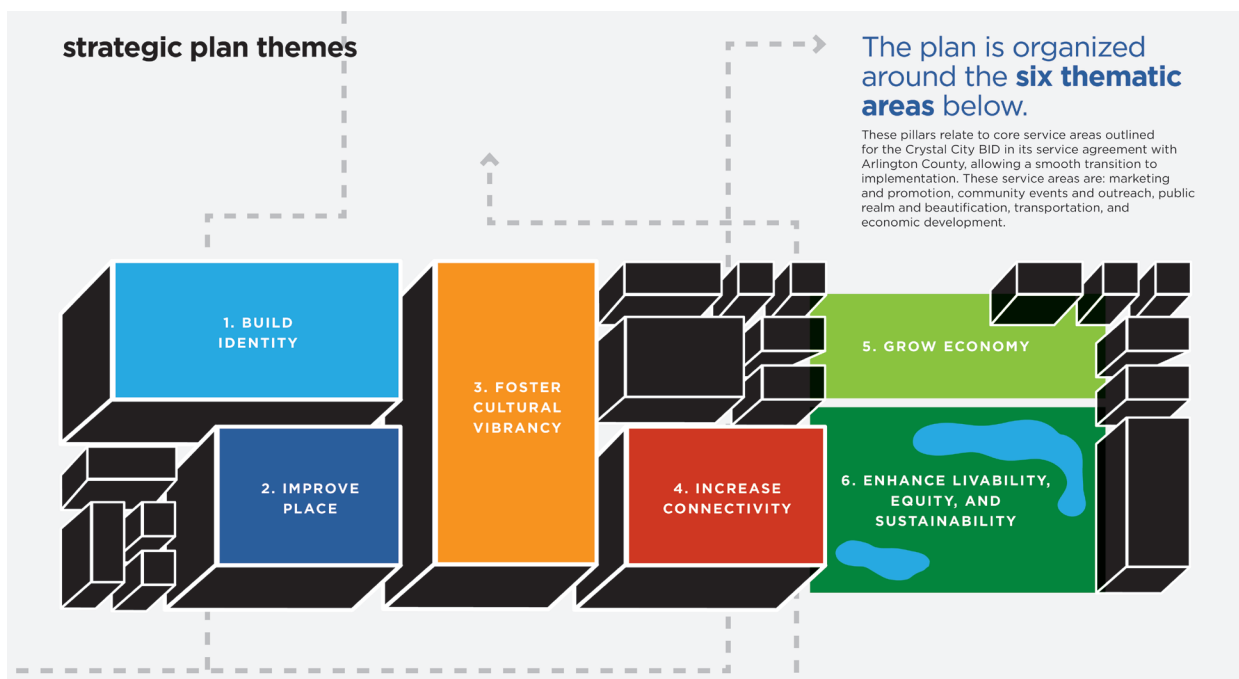 strategic plan themes
The plan is organized
around the six thematic
areas below.
These pillars relate to core service areas outlined
for the Crystal City BID in its service agreement with
Arlington County, allowing a smooth transition to
implementation. These service areas are: marketing
and promotion, community events and outreach, public
realm and beautification, transportation, and
economic development.
1. BUILD
IDENTITY
2. IMPROVE
PLACE
3. FOSTER
CULTURAL
VIBRANCY
4. INCREASE
CONNECTIVITY
5. GROW ECONOMY
6. ENHANCE LIVABILITY,
EQUITY, AND
SUSTAINABILITY